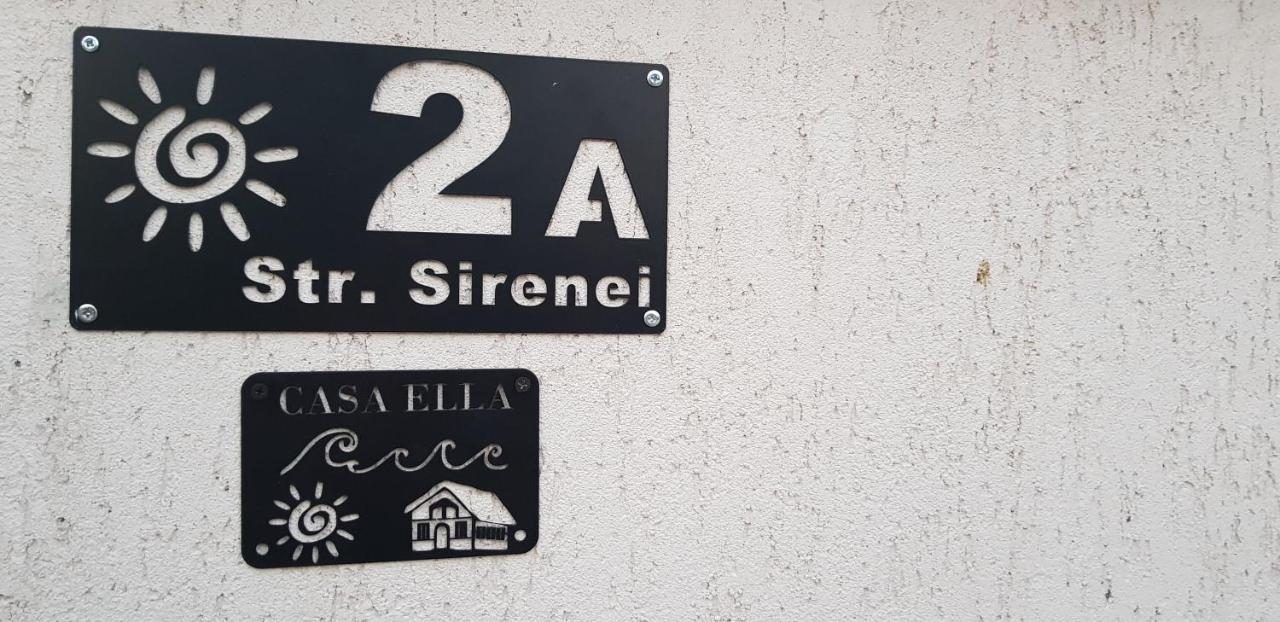 2A
Str. Sirenei
CASA ELLA